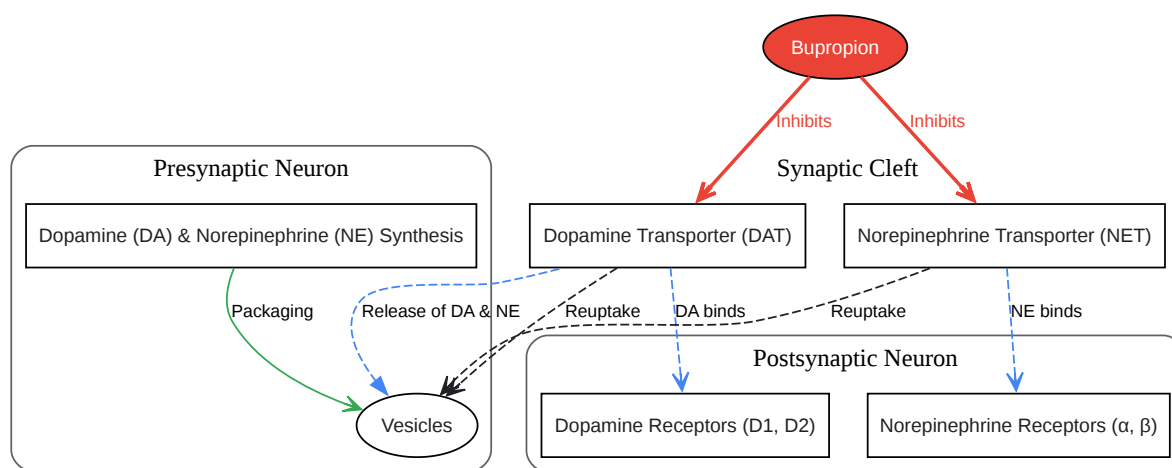 Bupropion
Inhibits
Inhibits
Presynaptic Neuron
Synaptic Cleft
Dopamine (DA) & Norepinephrine (NE) Synthesis
Dopamine Transporter (DAT)
Norepinephrine Transporter (NET)
Packaging
Release of DA & NE
Reuptake
DA binds
Reuptake
NE binds
Postsynaptic Neuron
Vesicles
Dopamine Receptors (D1, D2)
Norepinephrine Receptors (α, β)